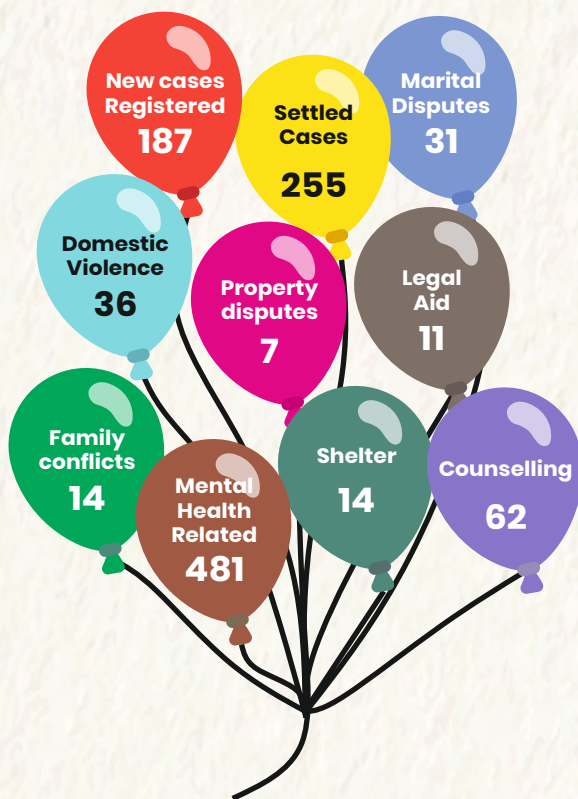 New cases
Registered
187
Settled
Cases
255
Marital
Disputes
31
Domestic
Violence
36
Property
disputes
7
Legal
Aid
11
Family
conflicts
14
Mental
Health
Related
481
Shelter
14
Counselling
62